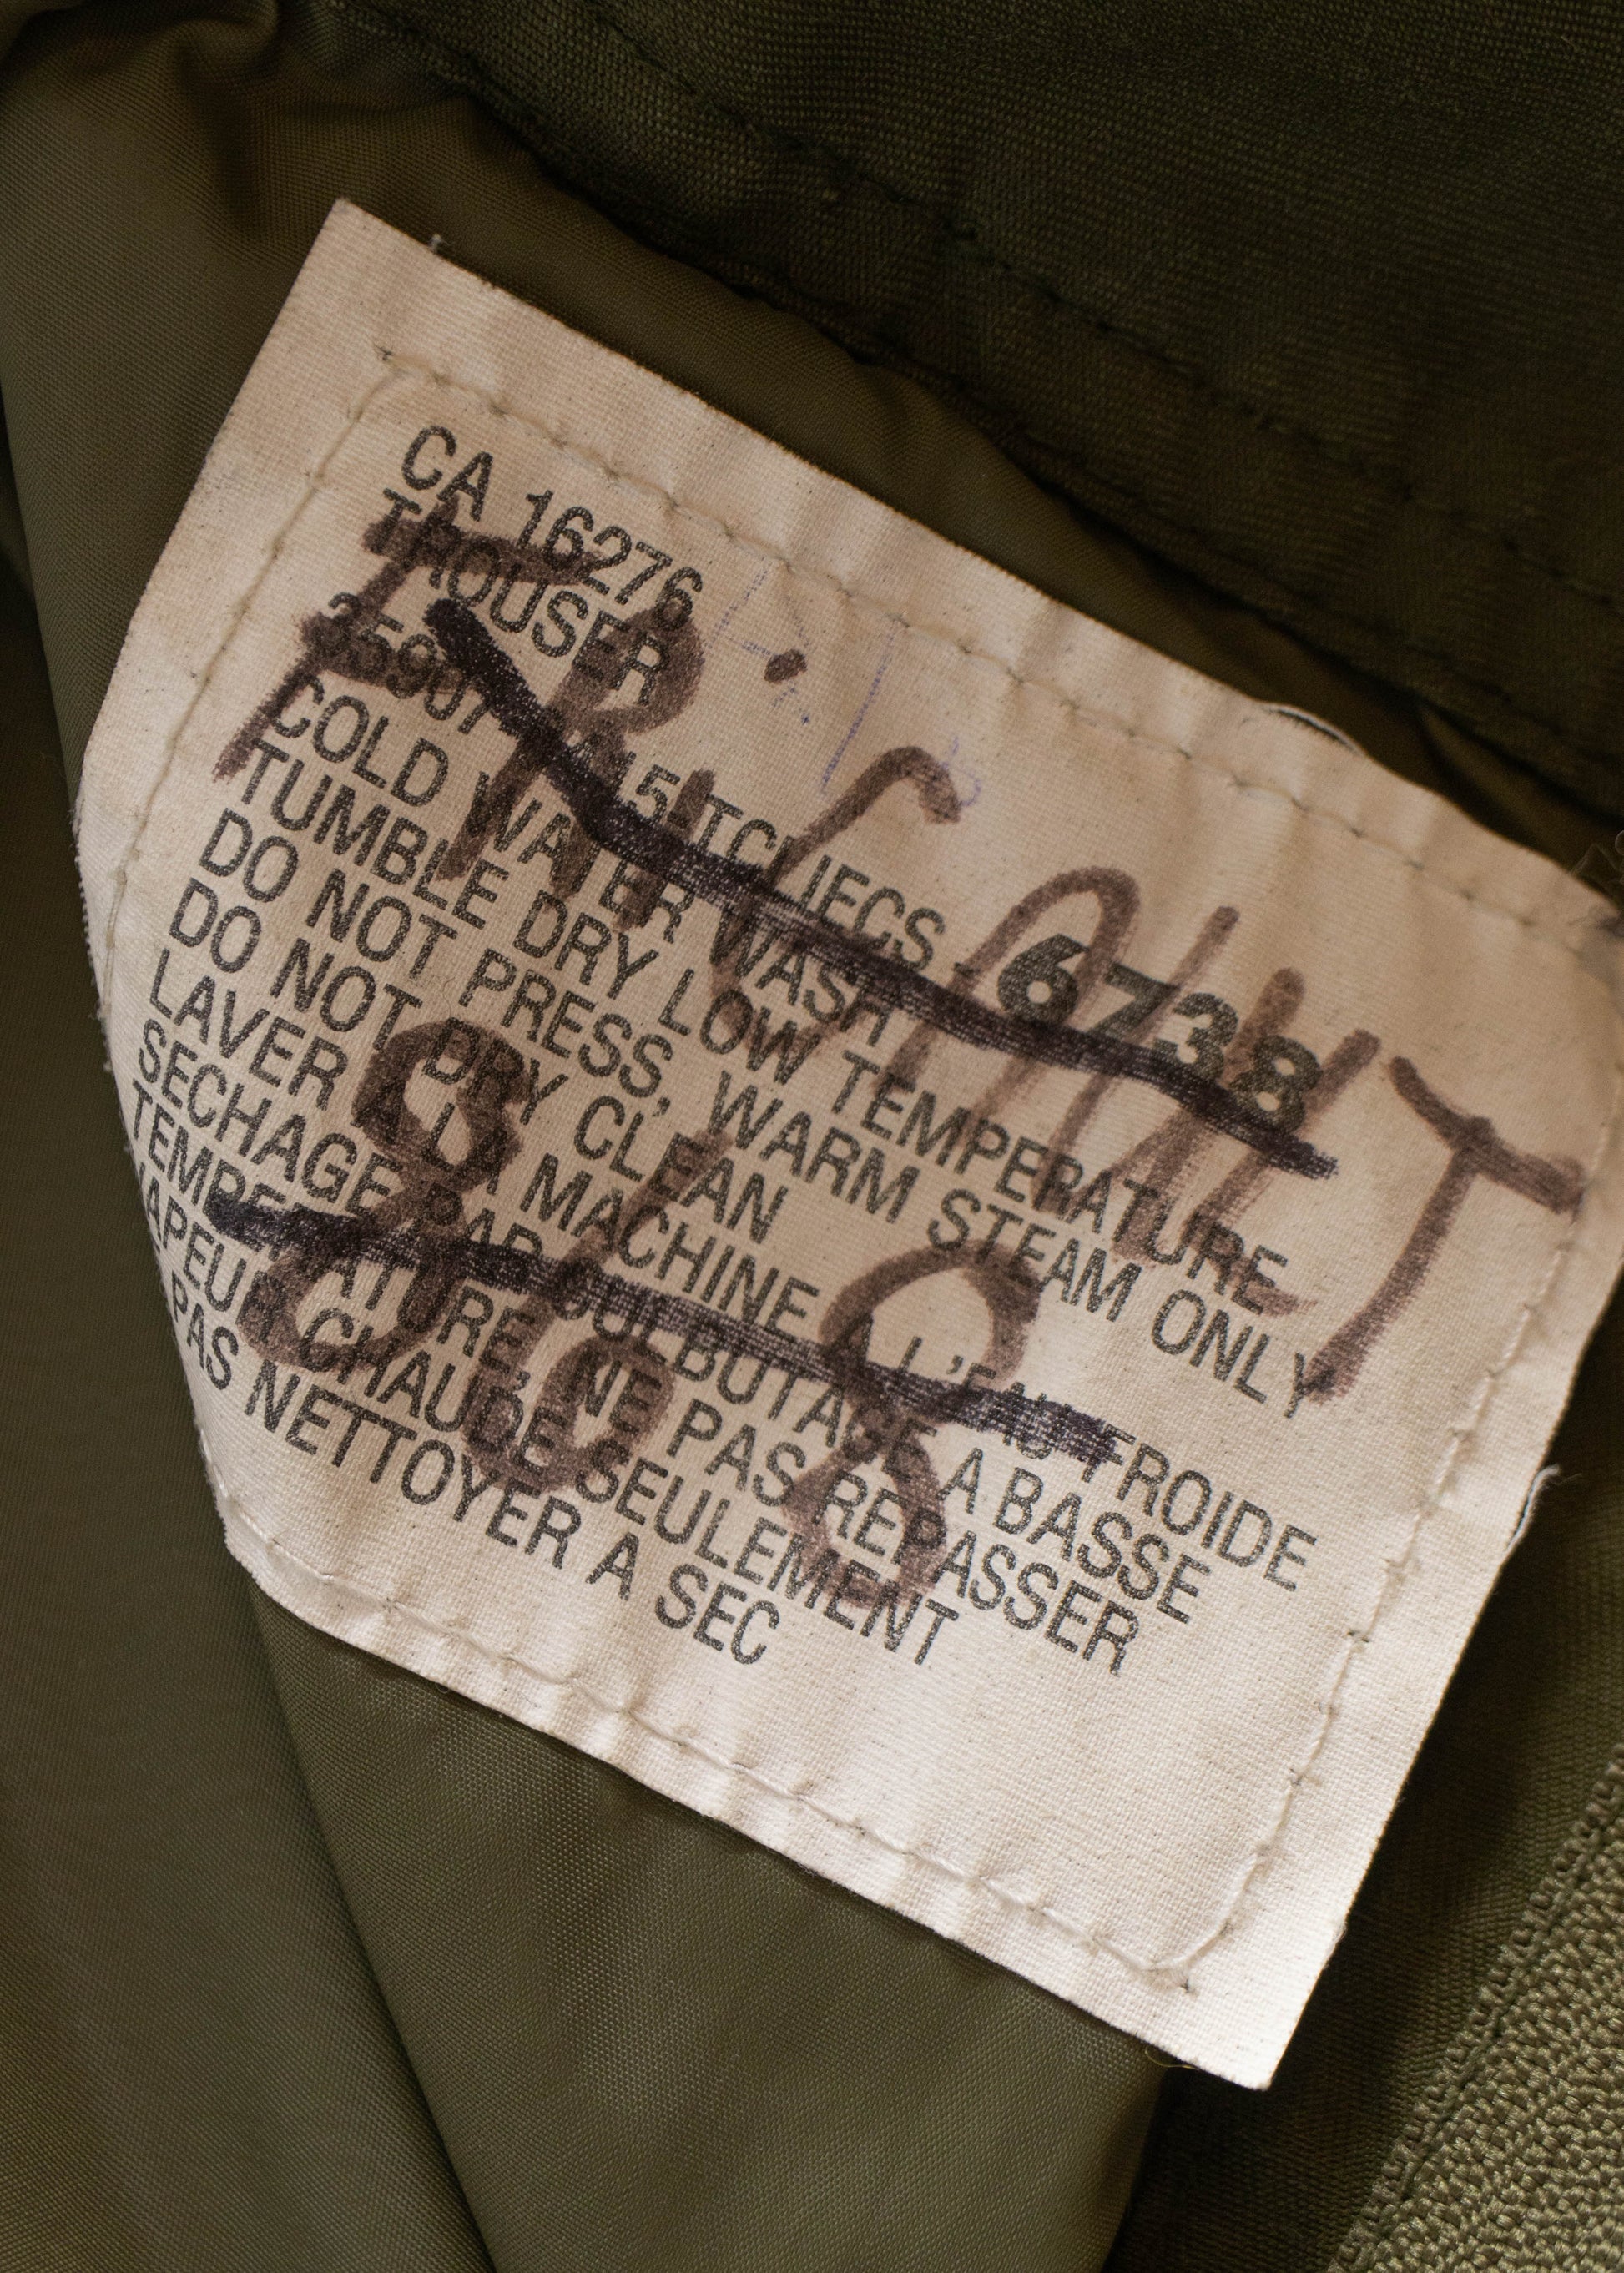 CA 16276
TROUSER
TCLIECS - 6738
COLD WATER WASH
TUMBLE DRY LOW TEMPERATURE
DO NOT PRESS, WARM STEAM ONLY
DO NOT DRY CLEAN
LAVER A LA MACHINE A L'EAU FROIDE
SECHAGE PAR CULBUTAGE A BASSE
TEMPERATURE, NE PAS REPASSER
VAPEUR CHAUDE SEULEMENT
PAS NETTOYER A SEC